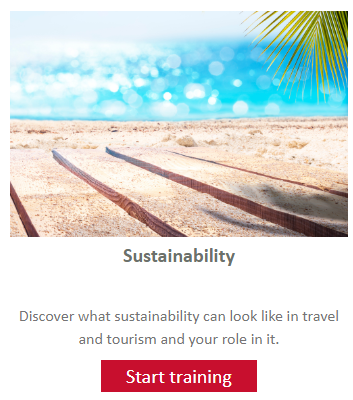 Sustainability
Discover what sustainability can look like in travel
and tourism and your role in it.
Start training